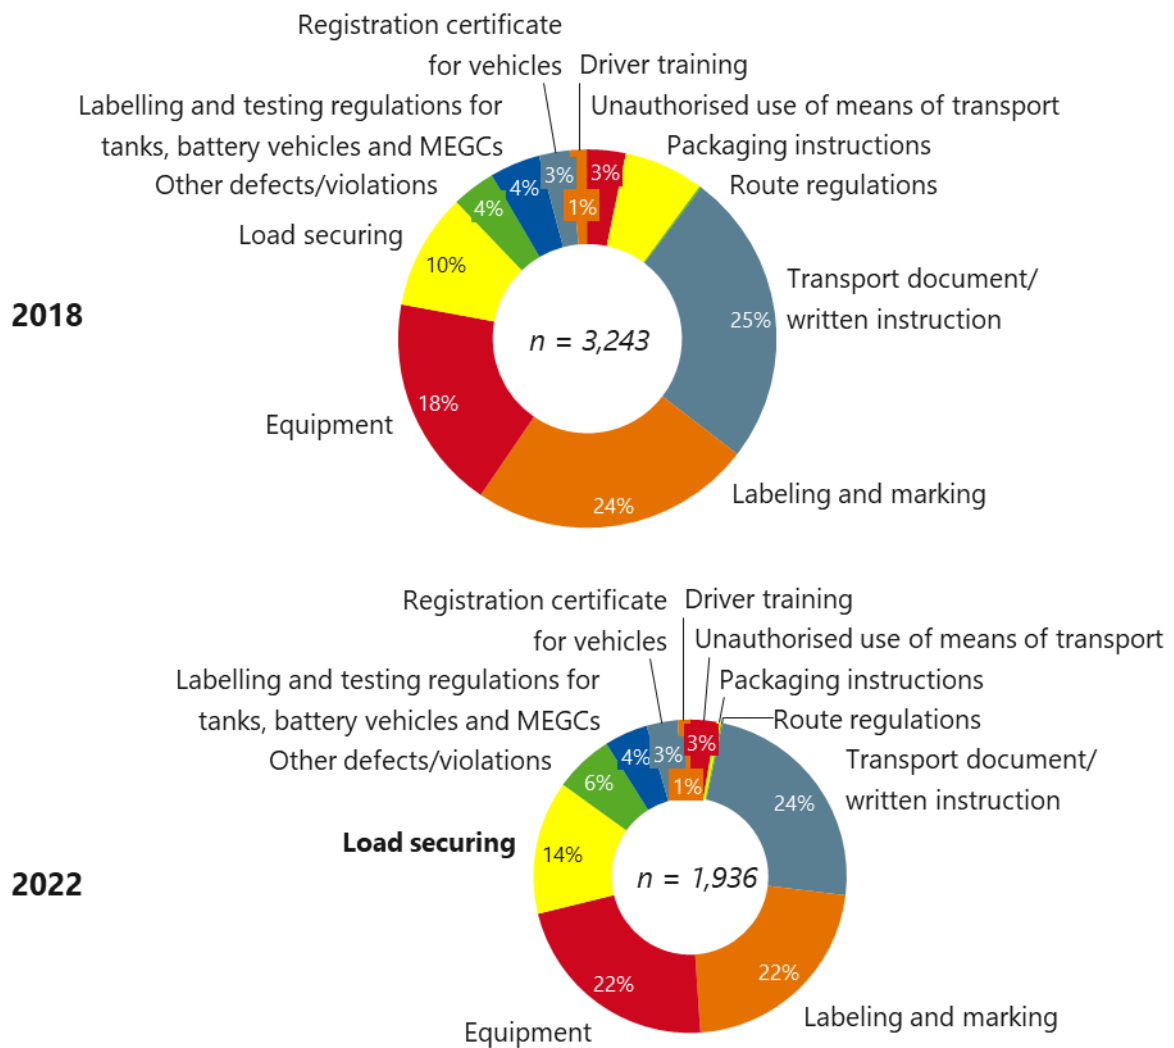 Registration certificate
for vehicles
Driver training
Labelling and testing regulations for
tanks, battery vehicles and MEGCs
Unauthorised use of means of transport
Packaging instructions
Other defects/violations
Route regulations
Load securing
Transport document/
written instruction
Equipment
Labeling and marking
2018
n = 3,243
3%
1%
3%
4%
4%
10%
25%
18%
24%
Registration certificate
for vehicles
Driver training
Unauthorised use of means of transport
Labelling and testing regulations for
tanks, battery vehicles and MEGCs
Packaging instructions
Route regulations
Other defects/violations
Transport document/
written instruction
Load securing
Equipment
Labeling and marking
2022
n = 1,936
3%
1%
3%
4%
6%
14%
24%
22%
22%